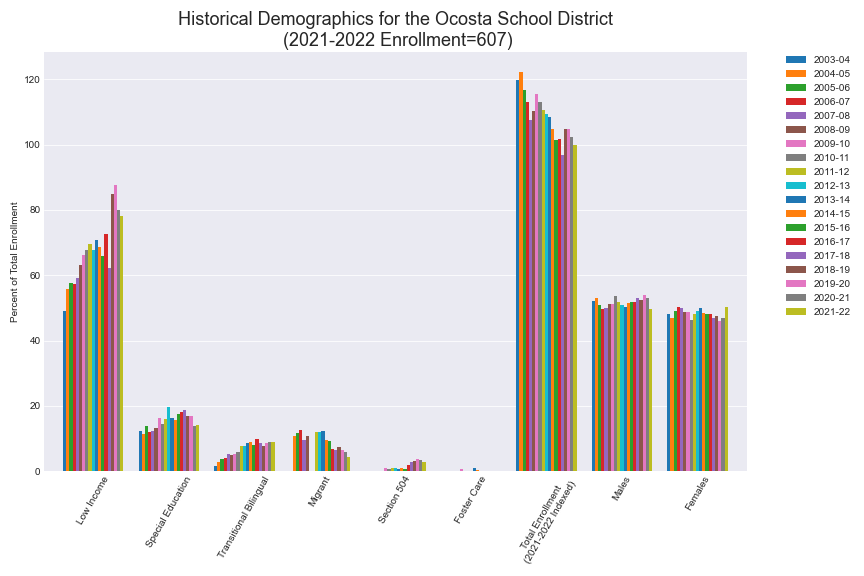 Historical Demographics for the Ocosta School District
(2021-2022 Enrollment=607)
Percent of Total Enrollment
120
100
80
60
40
20
0
Low Income
Special Education
Transitional Bilingual
Migrant
Section 504
Foster Care
Total Enrollment
(2021-2022 Indexed)
Males
Females
2003-04
2004-05
2005-06
2006-07
2007-08
2008-09
2009-10
2010-11
2011-12
2012-13
2013-14
2014-15
2015-16
2016-17
2017-18
2018-19
2019-20
2020-21
2021-22